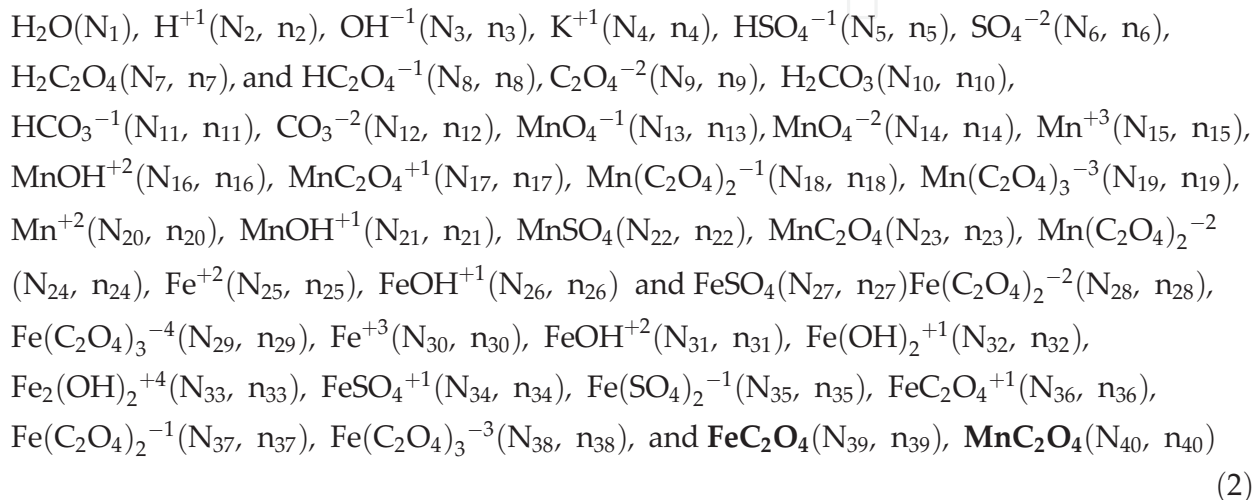 H₂O(N₁), H⁺¹(N₂, n₂), OH⁻¹(N₃, n₃), K⁺¹(N₄, n₄), HSO₄⁻¹(N₅, n₅), SO₄⁻²(N₆, n₆),
H₂C₂O₄(N₇, n₇), and HC₂O₄⁻¹(N₈, n₈), C₂O₄⁻²(N₉, n₉), H₂CO₃(N₁₀, n₁₀),
HCO₃⁻¹(N₁₁, n₁₁), CO₃⁻²(N₁₂, n₁₂), MnO₄⁻¹(N₁₃, n₁₃), MnO₄⁻²(N₁₄, n₁₄), Mn⁺³(N₁₅, n₁₅),
MnOH⁺²(N₁₆, n₁₆), MnC₂O₄⁺¹(N₁₇, n₁₇), Mn(C₂O₄)₂⁻¹(N₁₈, n₁₈), Mn(C₂O₄)₃⁻³(N₁₉, n₁₉),
Mn⁺²(N₂₀, n₂₀), MnOH⁺¹(N₂₁, n₂₁), MnSO₄(N₂₂, n₂₂), MnC₂O₄(N₂₃, n₂₃), Mn(C₂O₄)₂⁻²
(N₂₄, n₂₄), Fe⁺²(N₂₅, n₂₅), FeOH⁺¹(N₂₆, n₂₆) and FeSO₄(N₂₇, n₂₇)Fe(C₂O₄)₂⁻²(N₂₈, n₂₈),
Fe(C₂O₄)₃⁻⁴(N₂₉, n₂₉), Fe⁺³(N₃₀, n₃₀), FeOH⁺²(N₃₁, n₃₁), Fe(OH)₂⁺¹(N₃₂, n₃₂),
Fe₂(OH)₂⁺⁴(N₃₃, n₃₃), FeSO₄⁺¹(N₃₄, n₃₄), Fe(SO₄)₂⁻¹(N₃₅, n₃₅), FeC₂O₄⁺¹(N₃₆, n₃₆),
Fe(C₂O₄)₂⁻¹(N₃₇, n₃₇), Fe(C₂O₄)₃⁻³(N₃₈, n₃₈), and FeC₂O₄(N₃₉, n₃₉), MnC₂O₄(N₄₀, n₄₀)
(2)